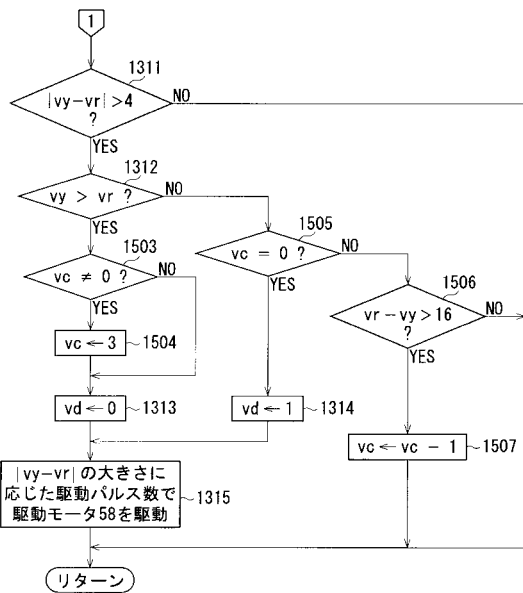 1
1311
|vy-vr|>4
?
NO
YES
1312
vy > vr ?
NO
YES
1505
vc = 0 ?
NO
YES
1503
vc ≠ 0 ?
NO
YES
1506
vr-vy>16
?
NO
YES
vc←3
1504
vd←0
1313
vd←1
1314
vc←vc-1
1507
|vy-vr|の大きさに
応じた駆動パルス数で
駆動モータ58を駆動
1315
リターン